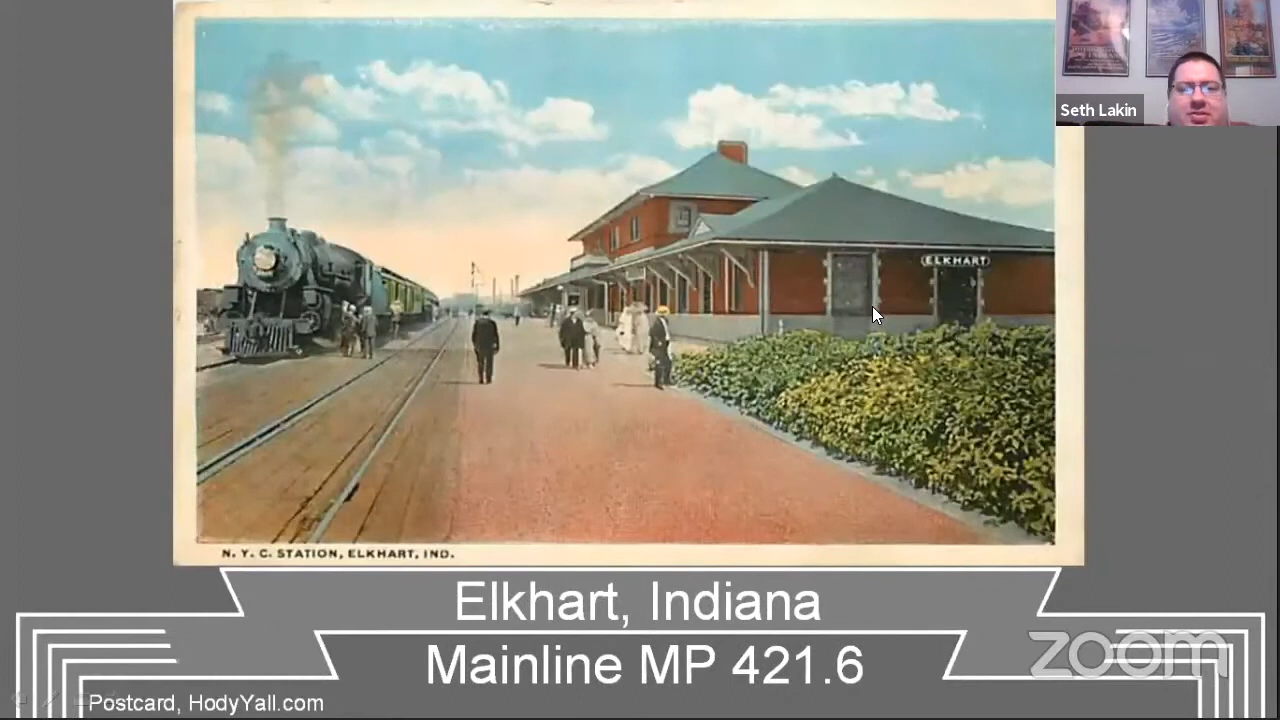 Seth Lakin
ELKHART
N. Y. C. STATION, ELKHART, IND.
Elkhart, Indiana
Mainline MP 421.6
zoom
Postcard, HodyYall.com